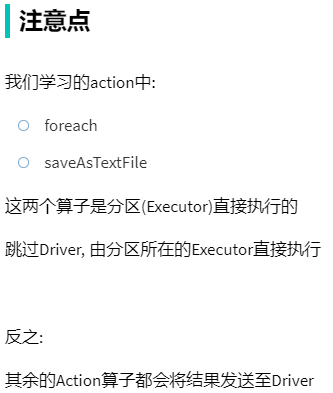 注意点
我们学习的action中:
foreach
saveAsTextFile
这两个算子是分区(Executor)直接执行的
跳过Driver, 由分区所在的Executor直接执行
反之:
其余的Action算子都会将结果发送至Driver